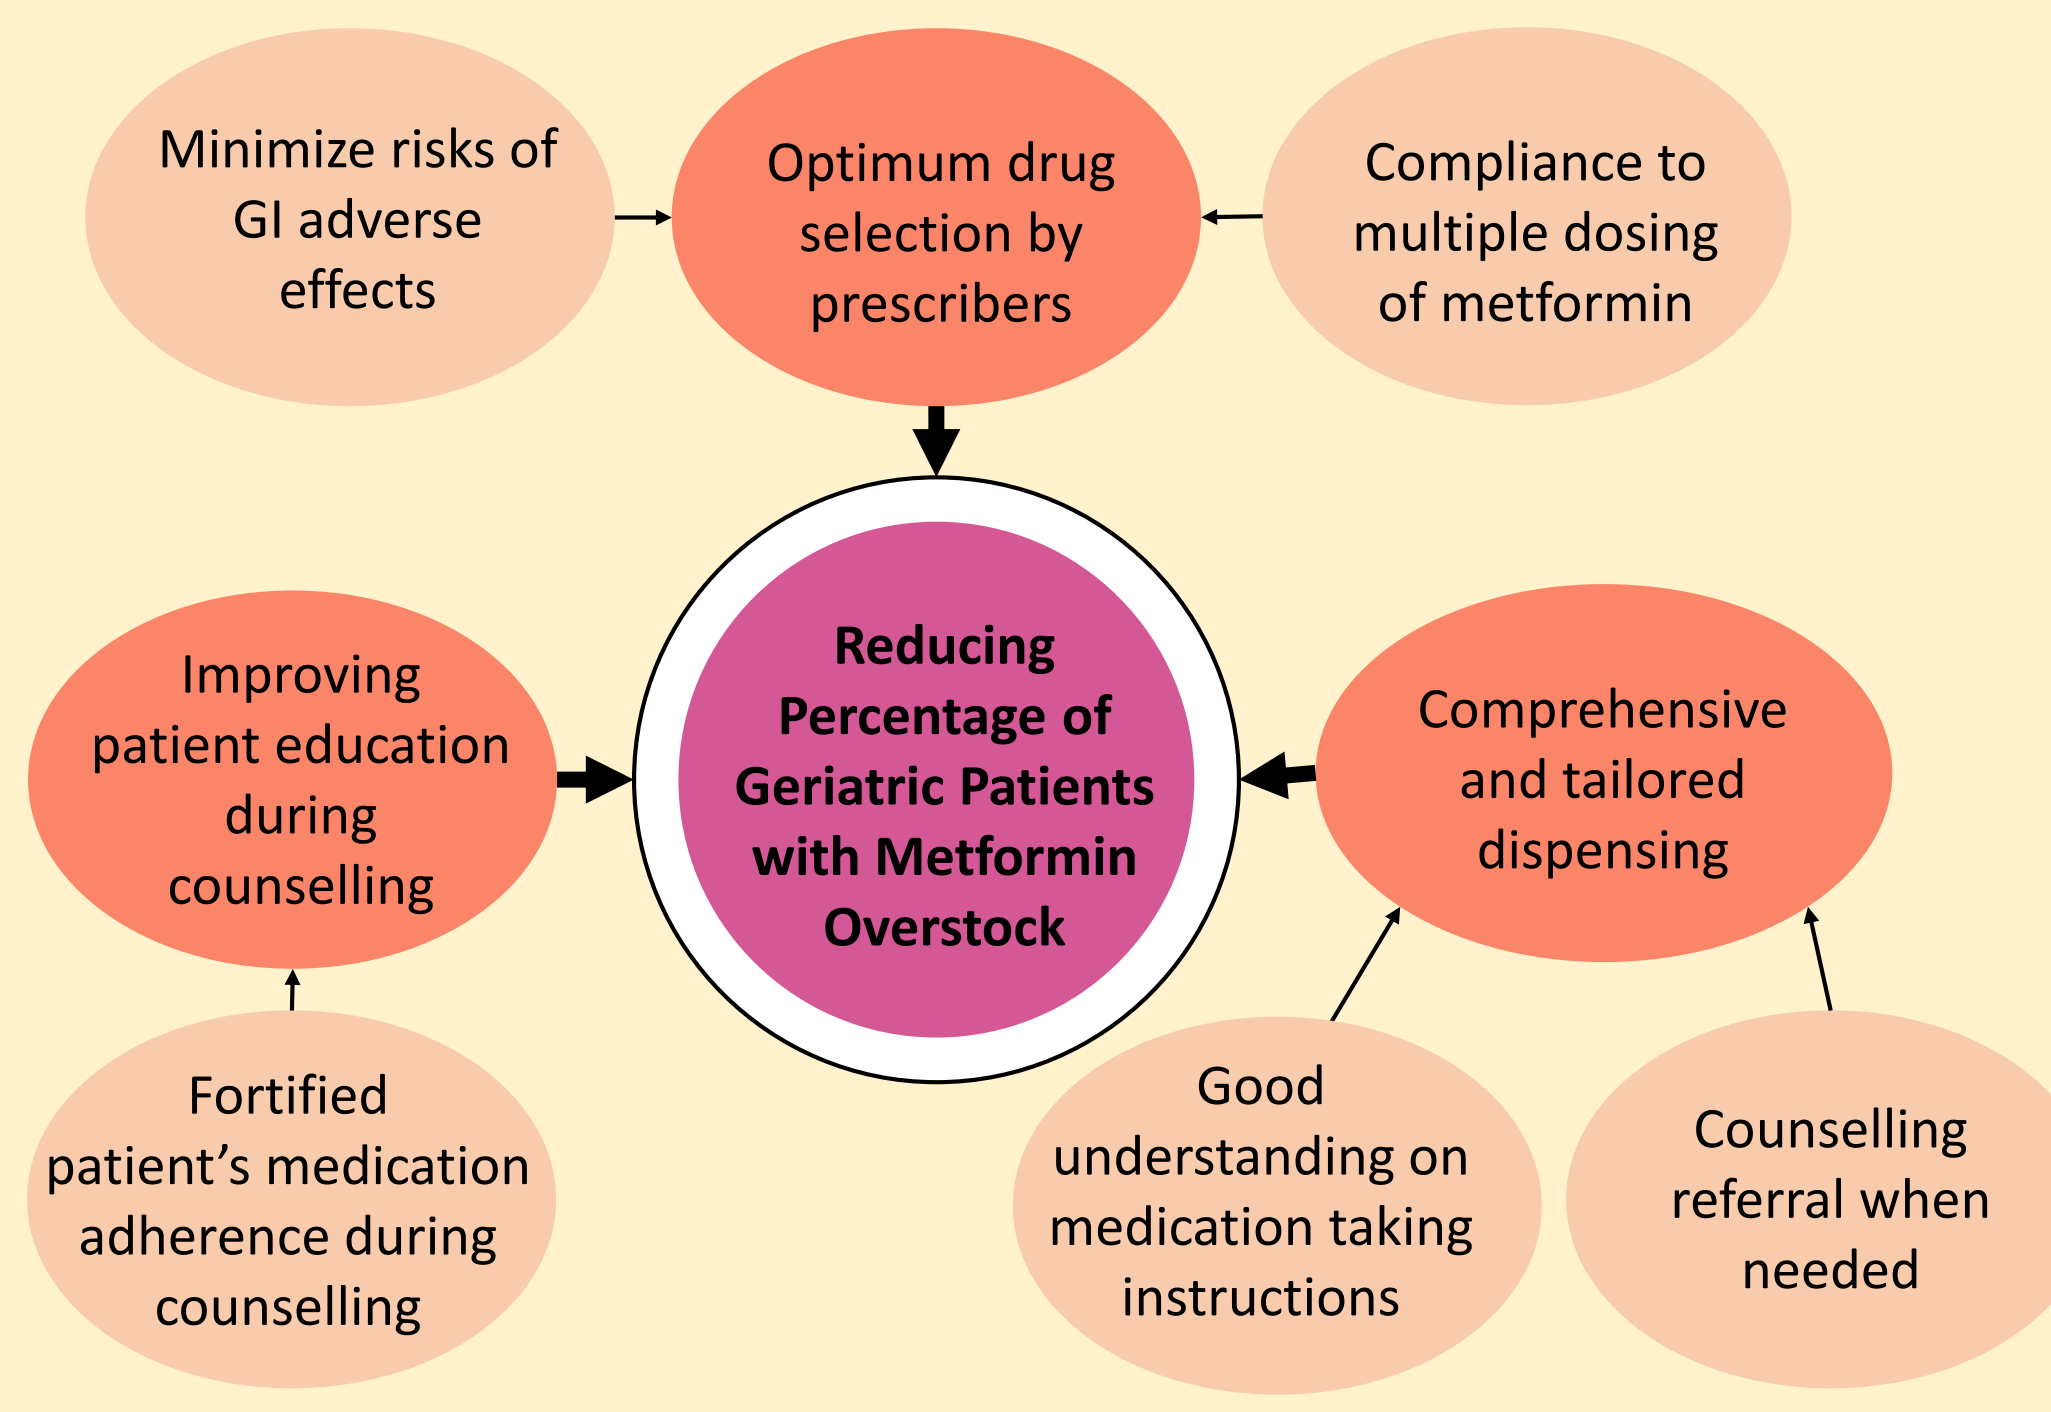 Minimize risks of
GI adverse
effects
Optimum drug
selection by
prescribers
Compliance to
multiple dosing
of metformin
Improving
patient education
during
counselling
Reducing
Percentage of
Geriatric Patients
with Metformin
Overstock
Comprehensive
and tailored
dispensing
Fortified
patient’s medication
adherence during
counselling
Good
understanding on
medication taking
instructions
Counselling
referral when
needed